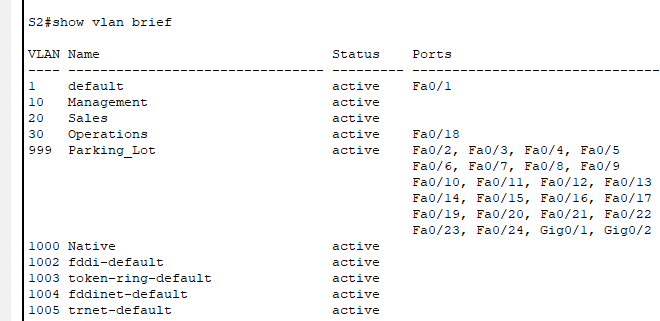 S2#show vlan brief
VLAN Name                             Status    Ports
---- -------------------------------- --------- -------------------------------
1    default                          active    Fa0/1
10   Management                       active
20   Sales                            active
30   Operations                       active    Fa0/18
999  Parking_Lot                      active    Fa0/2, Fa0/3, Fa0/4, Fa0/5
                                                Fa0/6, Fa0/7, Fa0/8, Fa0/9
                                                Fa0/10, Fa0/11, Fa0/12, Fa0/13
                                                Fa0/14, Fa0/15, Fa0/16, Fa0/17
                                                Fa0/19, Fa0/20, Fa0/21, Fa0/22
                                                Fa0/23, Fa0/24, Gig0/1, Gig0/2
1000 Native                           active
1002 fddi-default                     active
1003 token-ring-default               active
1004 fddinet-default                  active
1005 trnet-default                    active